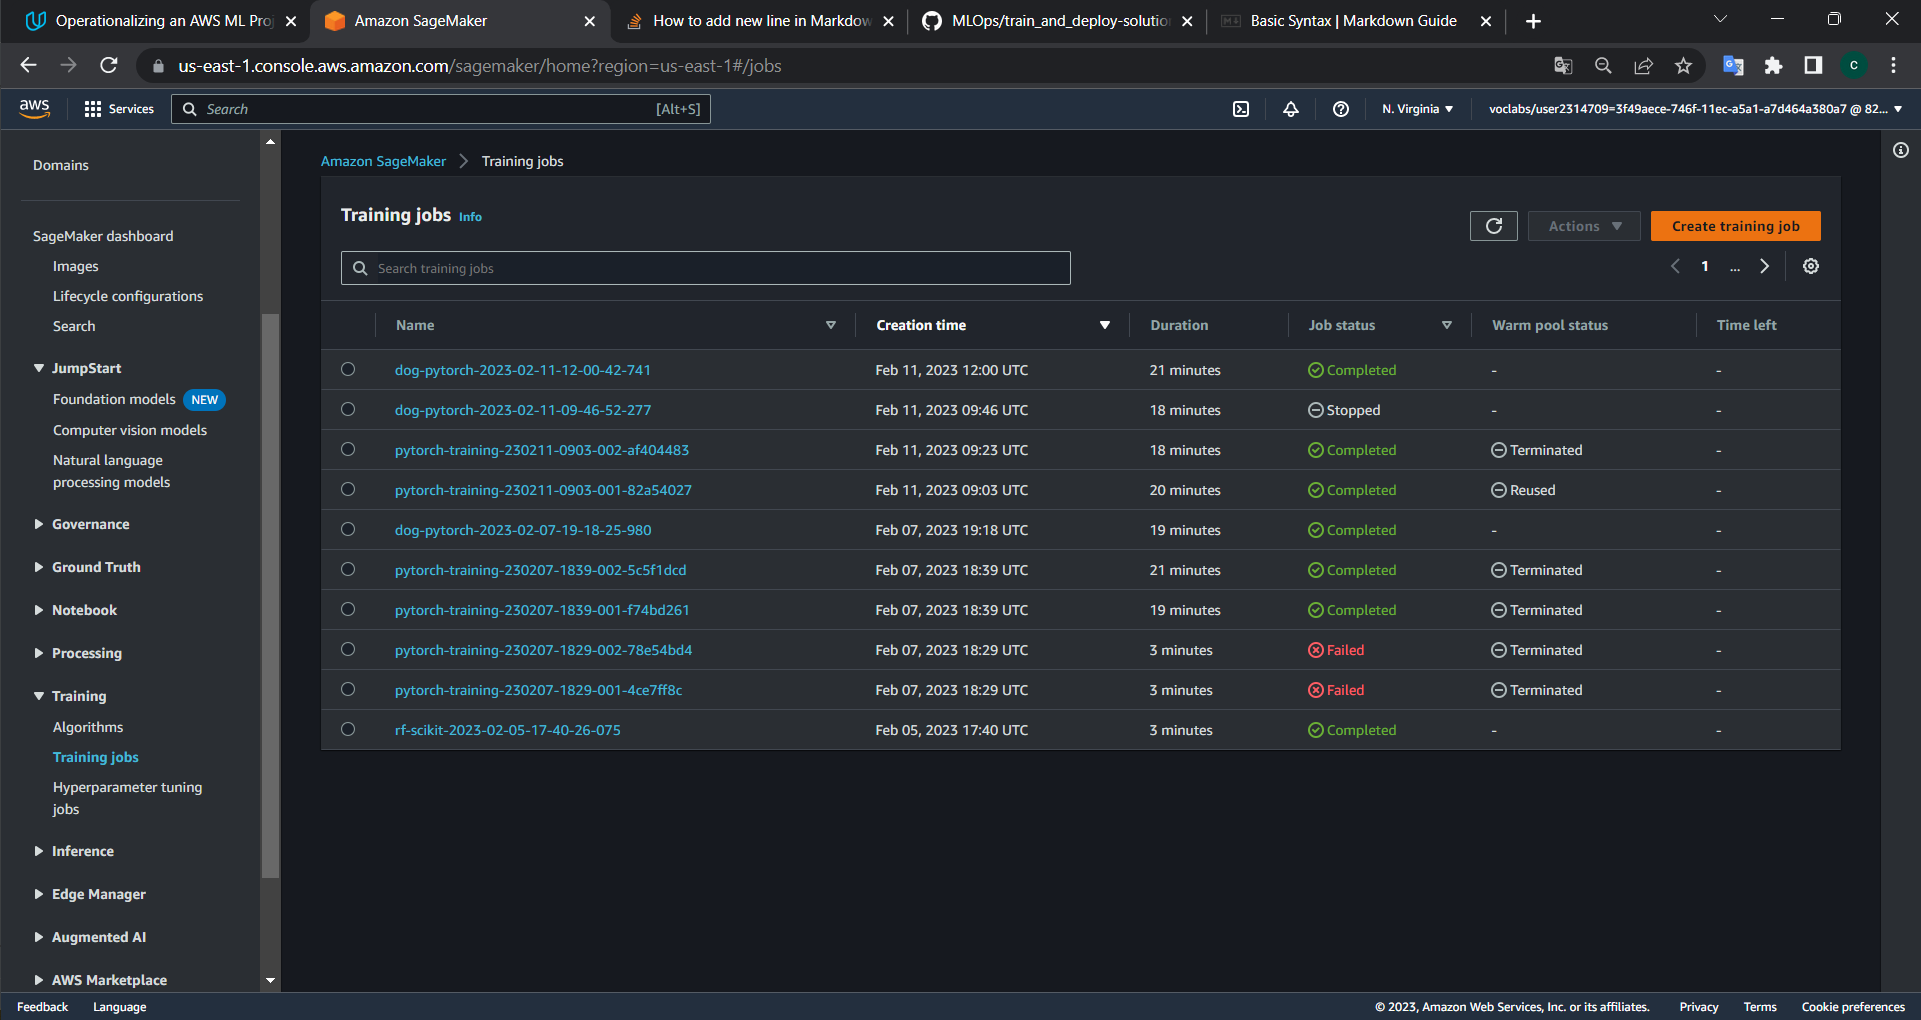 Operationalizing an AWS ML Proj
Amazon SageMaker
How to add new line in Markdow
MLOps/train_and_deploy-solutio
Basic Syntax | Markdown Guide
us-east-1.console.aws.amazon.com/sagemaker/home?region=us-east-1#/jobs
C
aws
Services
Search
[Alt+S]
N. Virginia
voclabs/user2314709=3f49aece-746f-11ec-a5a1-a7d464a380a7 @ 82...
Domains
SageMaker dashboard
Images
Lifecycle configurations
Search
JumpStart
Foundation models NEW
Computer vision models
Natural language
processing models
Governance
Ground Truth
Notebook
Processing
Training
Algorithms
Training jobs
Hyperparameter tuning
jobs
Inference
Edge Manager
Augmented AI
AWS Marketplace
Amazon SageMaker > Training jobs
Training jobs Info
Actions
Create training job
Search training jobs
1 ...
Name Creation time Duration Job status Warm pool status Time left
dog-pytorch-2023-02-11-12-00-42-741 Feb 11, 2023 12:00 UTC 21 minutes Completed - -
dog-pytorch-2023-02-11-09-46-52-277 Feb 11, 2023 09:46 UTC 18 minutes Stopped - -
pytorch-training-230211-0903-002-af404483 Feb 11, 2023 09:23 UTC 18 minutes Completed Terminated -
pytorch-training-230211-0903-001-82a54027 Feb 11, 2023 09:03 UTC 20 minutes Completed Reused -
dog-pytorch-2023-02-07-19-18-25-980 Feb 07, 2023 19:18 UTC 19 minutes Completed - -
pytorch-training-230207-1839-002-5c5f1dcd Feb 07, 2023 18:39 UTC 21 minutes Completed Terminated -
pytorch-training-230207-1839-001-f74bd261 Feb 07, 2023 18:39 UTC 19 minutes Completed Terminated -
pytorch-training-230207-1829-002-78e54bd4 Feb 07, 2023 18:29 UTC 3 minutes Failed Terminated -
pytorch-training-230207-1829-001-4ce7ff8c Feb 07, 2023 18:29 UTC 3 minutes Failed Terminated -
rf-scikit-2023-02-05-17-40-26-075 Feb 05, 2023 17:40 UTC 3 minutes Completed - -
Feedback Language
© 2023, Amazon Web Services, Inc. or its affiliates. Privacy Terms Cookie preferences